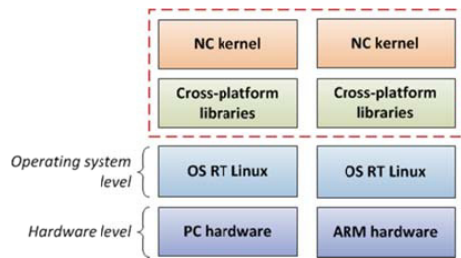 NC kernel
NC kernel
Cross-platform
libraries
Cross-platform
libraries
Operating system
level
OS RT Linux
OS RT Linux
Hardware level
PC hardware
ARM hardware